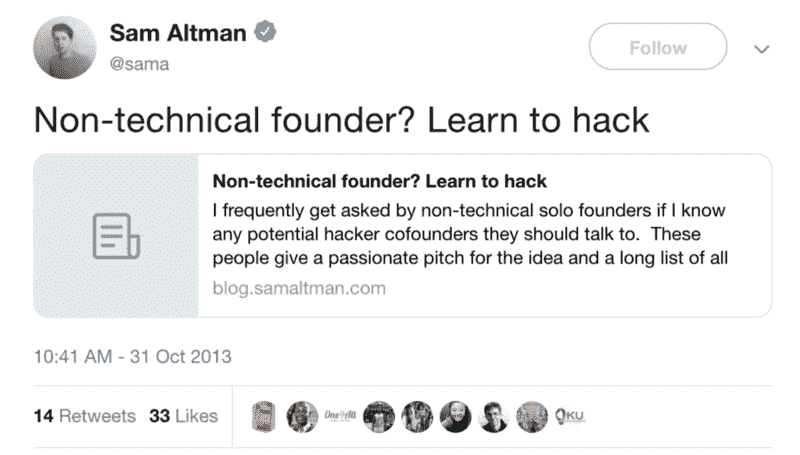 Sam Altman
@sama
Follow
Non-technical founder? Learn to hack
Non-technical founder? Learn to hack
I frequently get asked by non-technical solo founders if I know
any potential hacker cofounders they should talk to.  These
people give a passionate pitch for the idea and a long list of all
blog.samaltman.com
10:41 AM - 31 Oct 2013
14 Retweets 33 Likes
One4All
KU